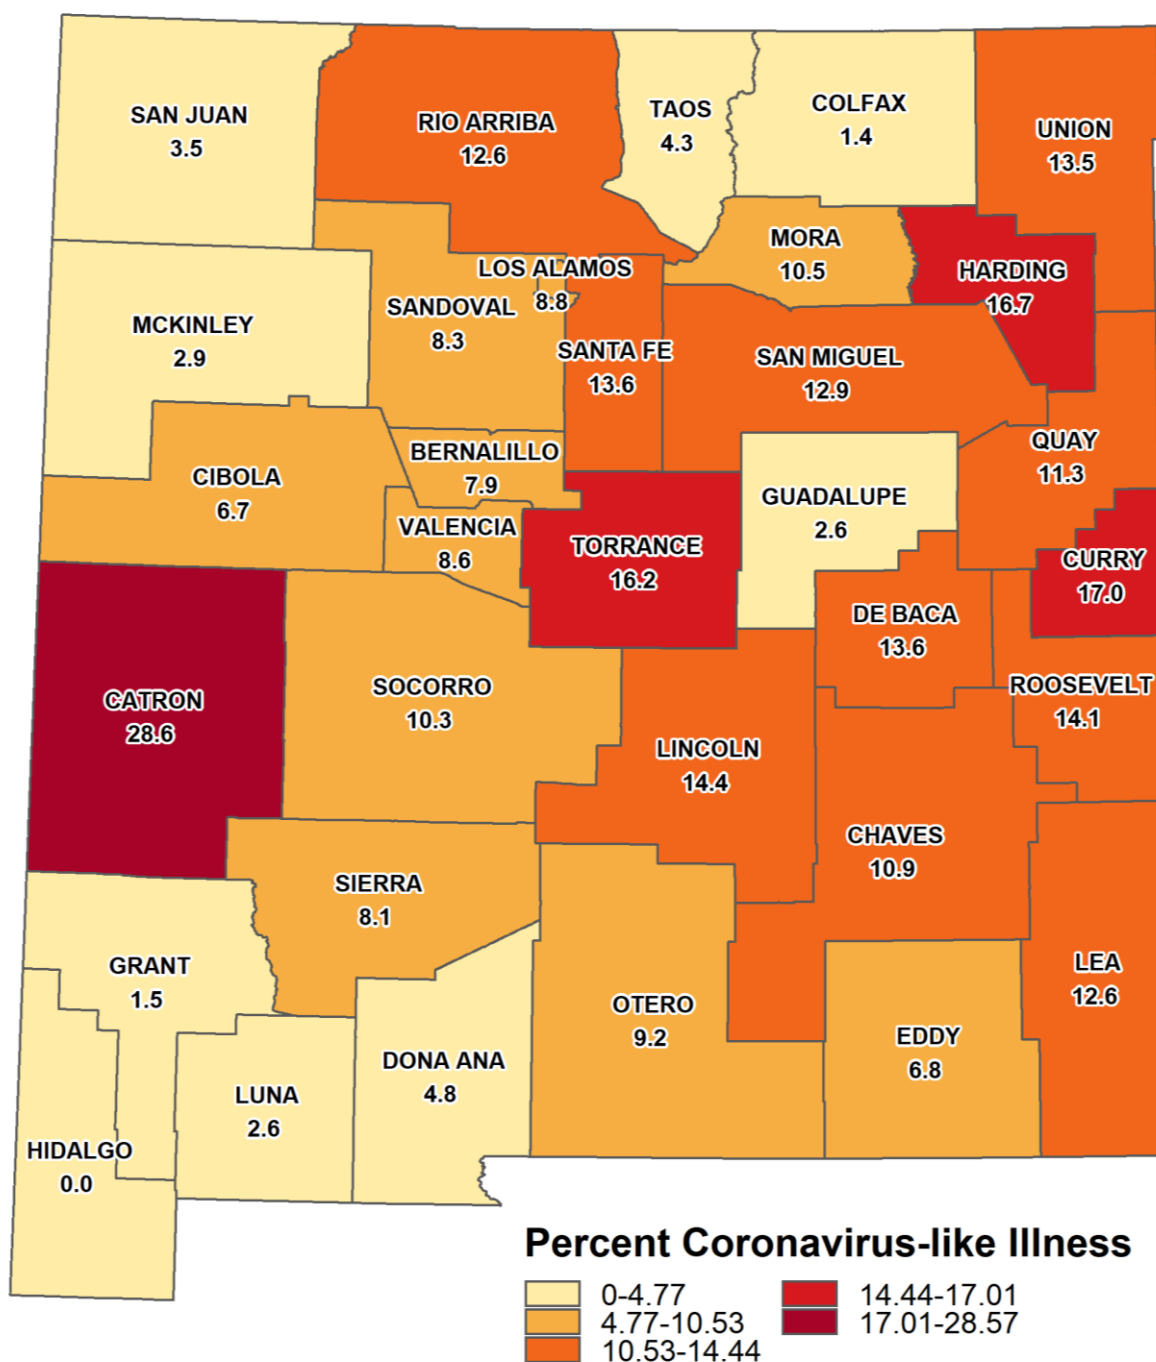 SAN JUAN
3.5
RIO ARRIBA
12.6
TAOS
4.3
COLFAX
1.4
UNION
13.5
MORA
10.5
HARDING
16.7
LOS ALAMOS
8.8
SANDOVAL
8.3
MCKINLEY
2.9
SANTA FE
13.6
SAN MIGUEL
12.9
QUAY
11.3
BERNALILLO
7.9
CIBOLA
6.7
GUADALUPE
2.6
VALENCIA
8.6
TORRANCE
16.2
CURRY
17.0
DE BACA
13.6
CATRON
28.6
SOCORRO
10.3
ROOSEVELT
14.1
LINCOLN
14.4
CHAVES
10.9
SIERRA
8.1
GRANT
1.5
LEA
12.6
OTERO
9.2
EDDY
6.8
DONA ANA
4.8
LUNA
2.6
HIDALGO
0.0
Percent Coronavirus-like Illness
0-4.77
4.77-10.53
10.53-14.44
14.44-17.01
17.01-28.57